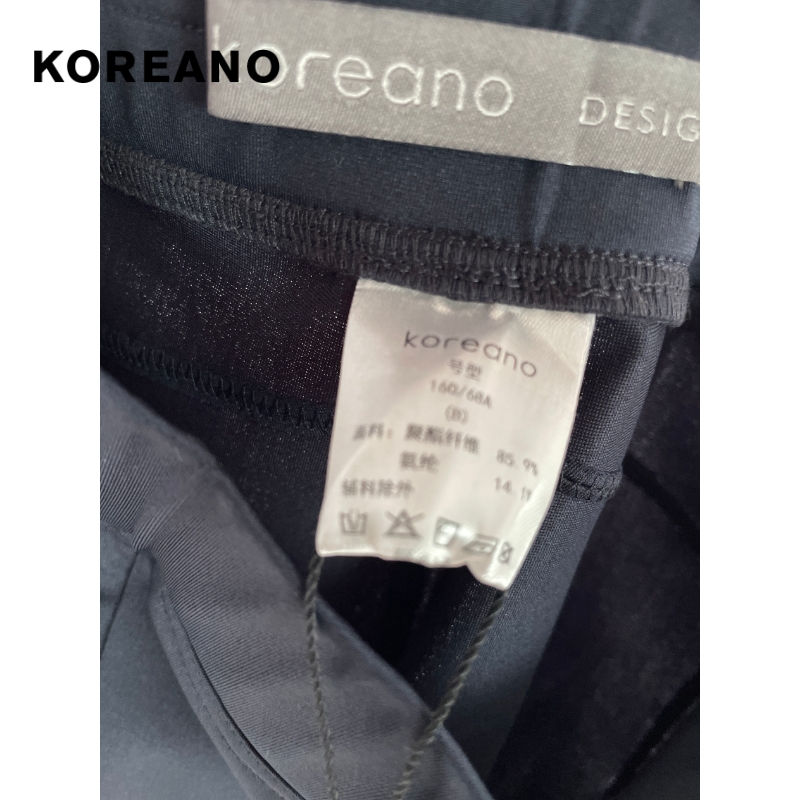 KOREANO
koreano DESIG
koreano
号型
160/68A
(B)
面料: 聚酯纤维 85.9%
氨纶 14.1%
辅料除外